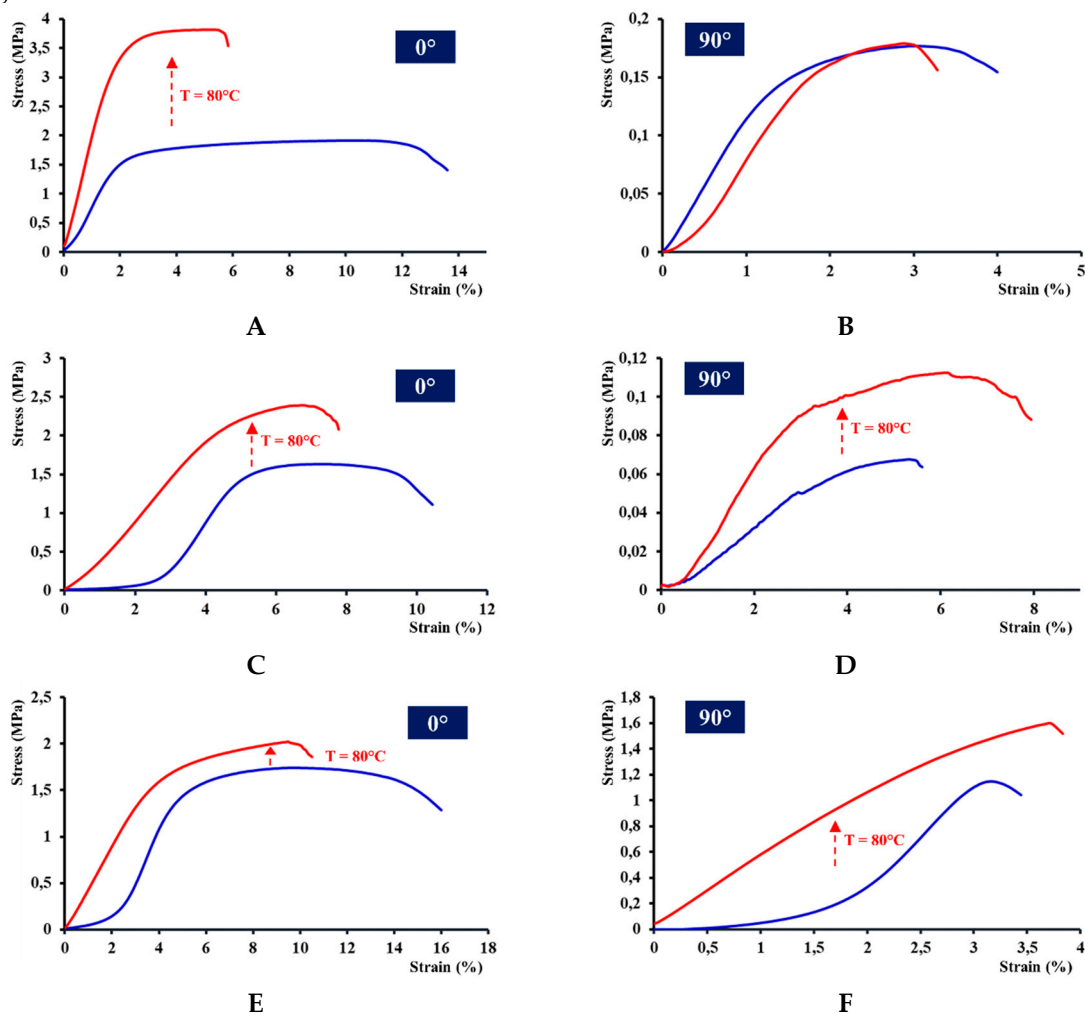 Stress (MPa)
4
3,5
3
2,5
2
1,5
1
0,5
0
0 2 4 6 8 10 12 14
Strain (%)
0°
T = 80°C
A
Stress (MPa)
0,2
0,15
0,1
0,05
0
0 1 2 3 4 5
Strain (%)
90°
B
Stress (MPa)
3
2,5
2
1,5
1
0,5
0
0 2 4 6 8 10 12
Strain (%)
0°
T = 80°C
C
Stress (MPa)
0,12
0,1
0,08
0,06
0,04
0,02
0
0 2 4 6 8
Strain (%)
90°
T = 80°C
D
Stress (MPa)
2,5
2
1,5
1
0,5
0
0 2 4 6 8 10 12 14 16 18
Strain (%)
0°
T = 80°C
E
Stress (MPa)
1,8
1,6
1,4
1,2
1
0,8
0,6
0,4
0,2
0
0 0,5 1 1,5 2 2,5 3 3,5 4
Strain (%)
90°
T = 80°C
F